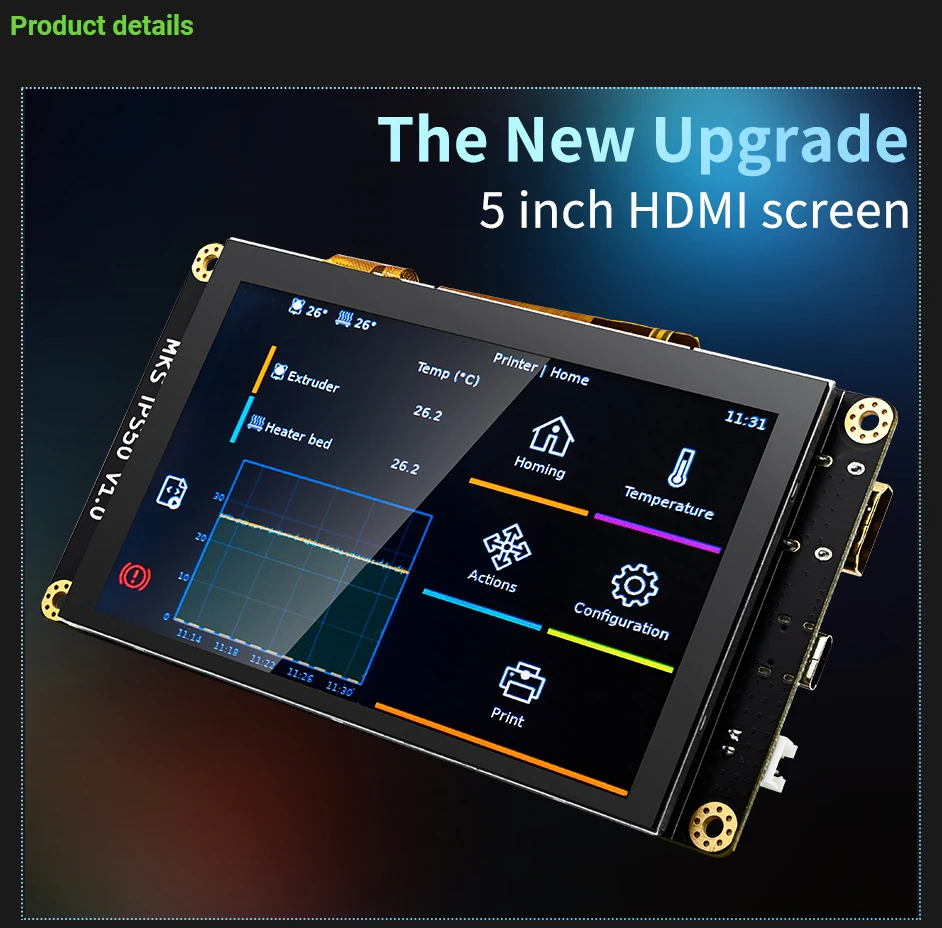 Product details
The New Upgrade
5 inch HDMI screen
MKS IPS50 V1.0
26° 26°
Printer | Home
11:31
Temp (°C)
Extruder
26.2
Heater bed
26.2
30
20
10
0
11:14 11:18 11:22 11:26 11:30
Homing
Temperature
Actions
Configuration
Print